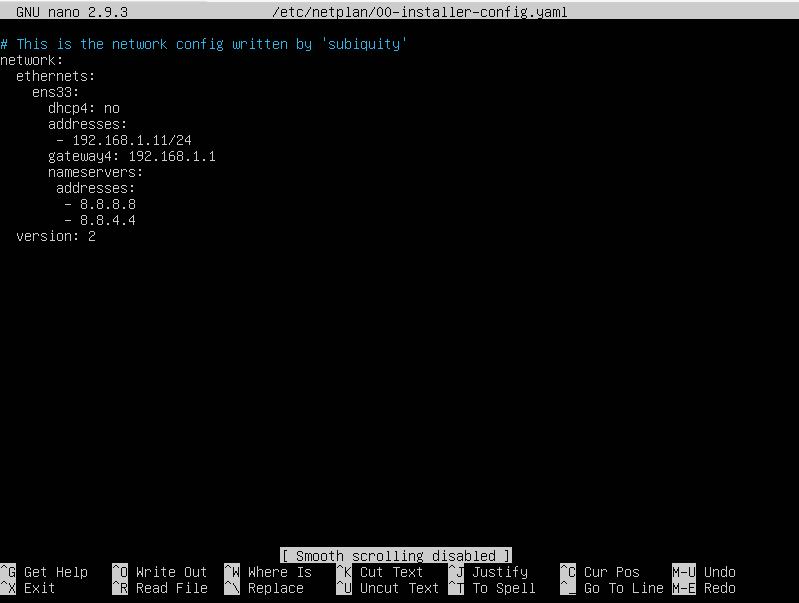 GNU nano 2.9.3 /etc/netplan/00-installer-config.yaml
# This is the network config written by 'subiquity'
network:
  ethernets:
    ens33:
      dhcp4: no
      addresses:
       - 192.168.1.11/24
      gateway4: 192.168.1.1
      nameservers:
       addresses:
        - 8.8.8.8
        - 8.8.4.4
  version: 2
[ Smooth scrolling disabled ]
^G Get Help ^O Write Out ^W Where Is ^K Cut Text ^J Justify ^C Cur Pos M-U Undo
^X Exit ^R Read File ^\ Replace ^U Uncut Text ^T To Spell ^_ Go To Line M-E Redo